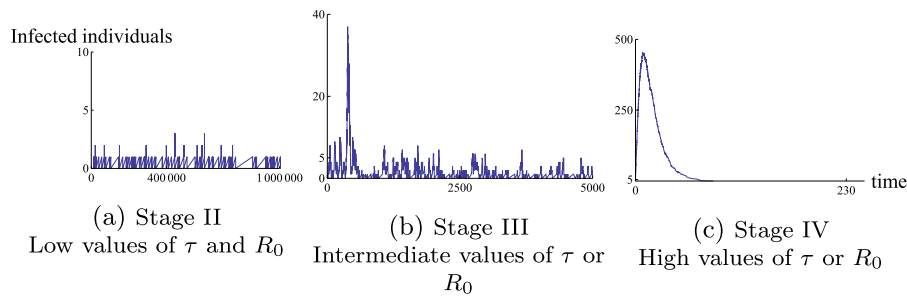 Infected individuals
10
5
0
0
400 000
1 000 000
(a) Stage II
Low values of τ and R0
40
20
5
0
0
2500
5000
(b) Stage III
Intermediate values of τ or
R0
500
250
5
0
230
time
(c) Stage IV
High values of τ or R0